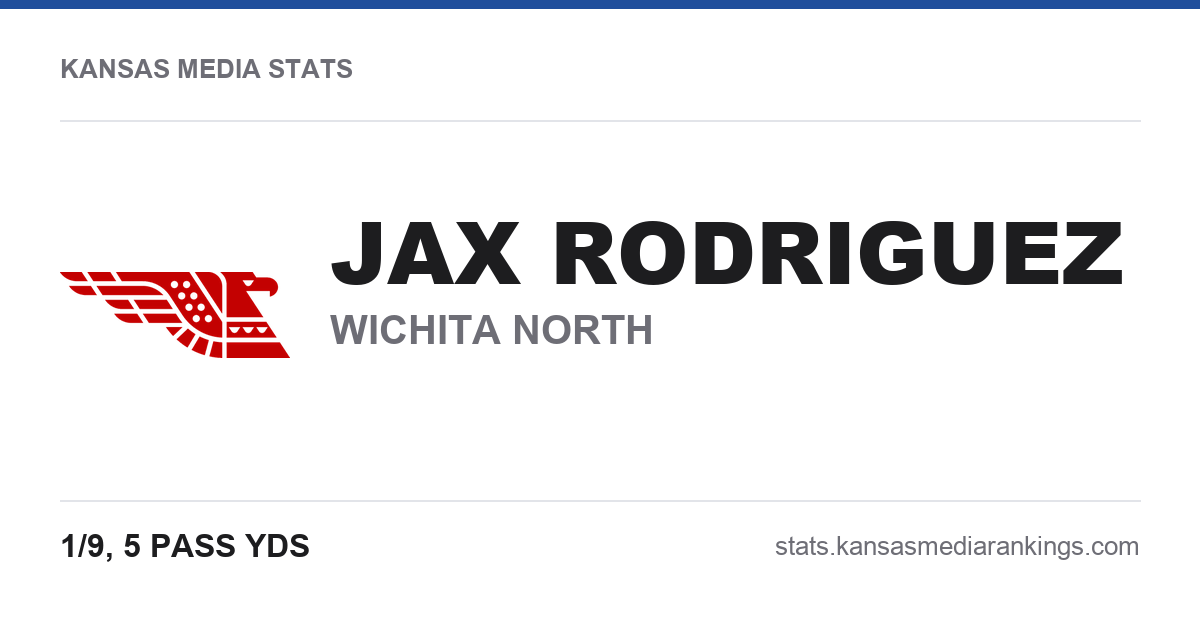 KANSAS MEDIA STATS
JAX RODRIGUEZ
WICHITA NORTH
1/9, 5 PASS YDS
stats.kansasmediarankings.com